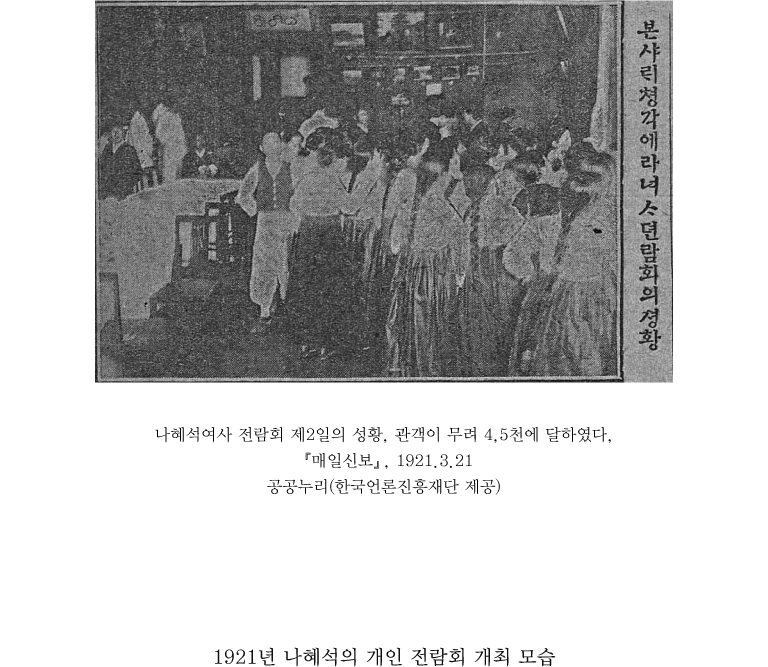 본샤릭쳥각에라녀ᄉ뎐람회의졍황
나혜석여사 전람회 제2일의 성황, 관객이 무려 4,5천에 달하였다,
『매일신보』, 1921.3.21
공공누리(한국언론진흥재단 제공)
1921년 나혜석의 개인 전람회 개최 모습